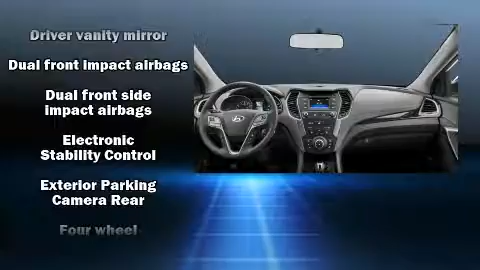 Driver vanity mirror
Dual front impact airbags
Dual front side
impact airbags
Electronic
Stability Control
Exterior Parking
Camera Rear
Four wheel